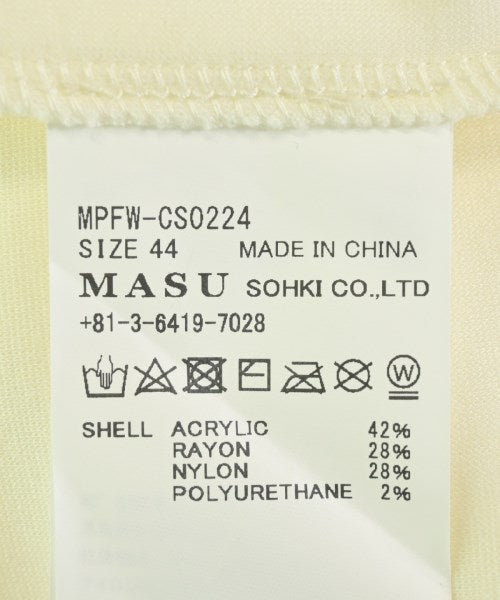 MPFW-CS0224
SIZE 44 MADE IN CHINA
MASU SOHKI CO.,LTD
+81-3-6419-7028
W
SHELL ACRYLIC 42%
RAYON 28%
NYLON 28%
POLYURETHANE 2%